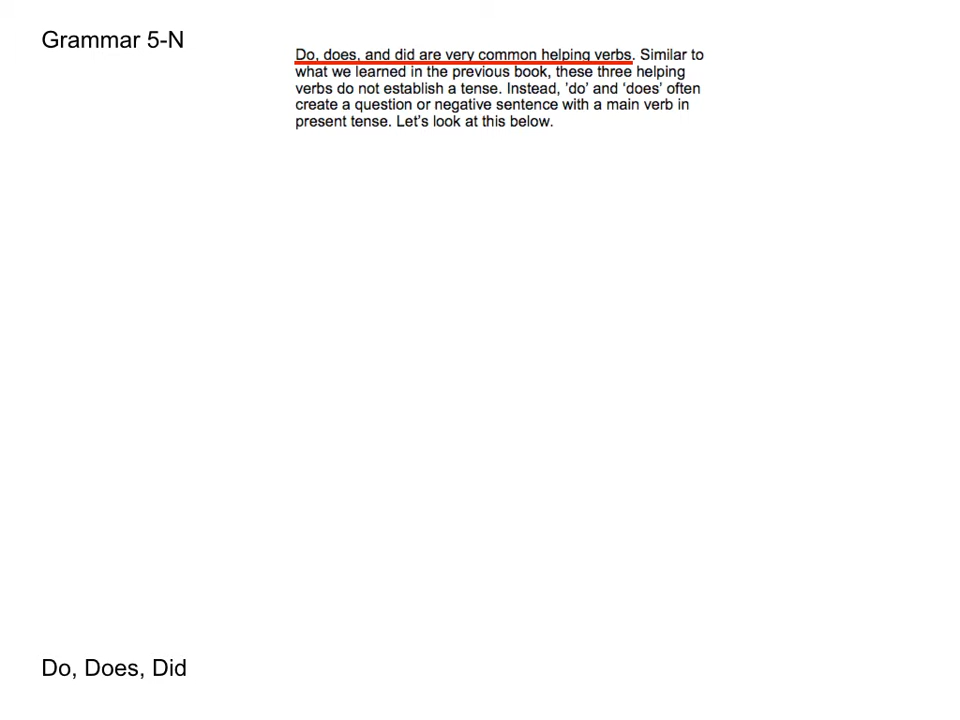 Grammar 5-N
Do, does, and did are very common helping verbs. Similar to
what we learned in the previous book, these three helping
verbs do not establish a tense. Instead, 'do' and 'does' often
create a question or negative sentence with a main verb in
present tense. Let's look at this below.
Do, Does, Did